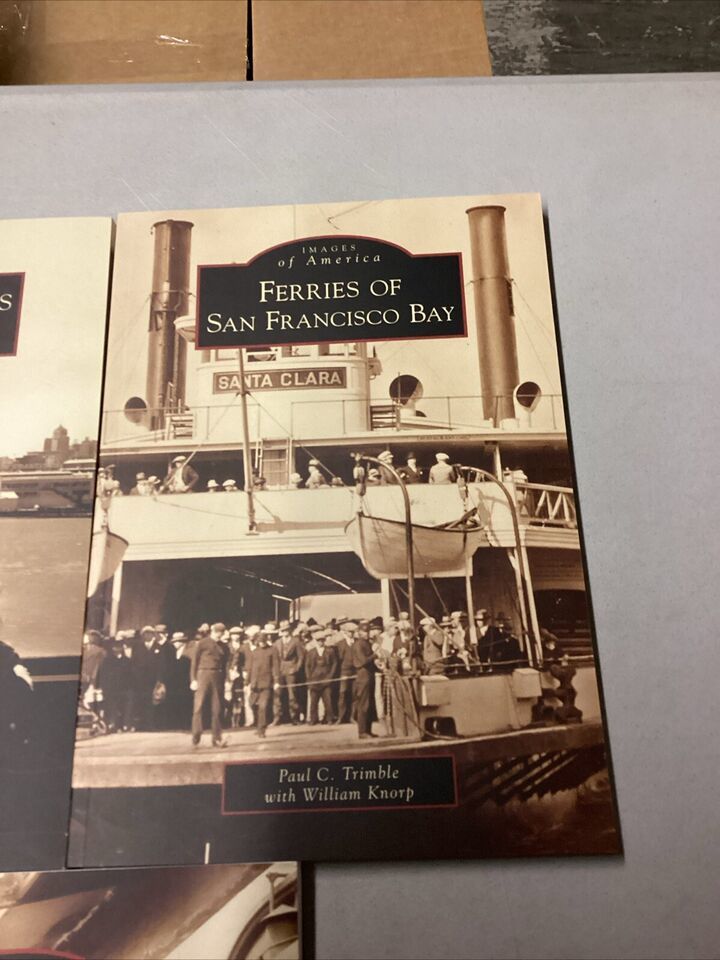 S
IMAGES
of America
FERRIES OF
SAN FRANCISCO BAY
SANTA CLARA
Paul C. Trimble
with William Knorp